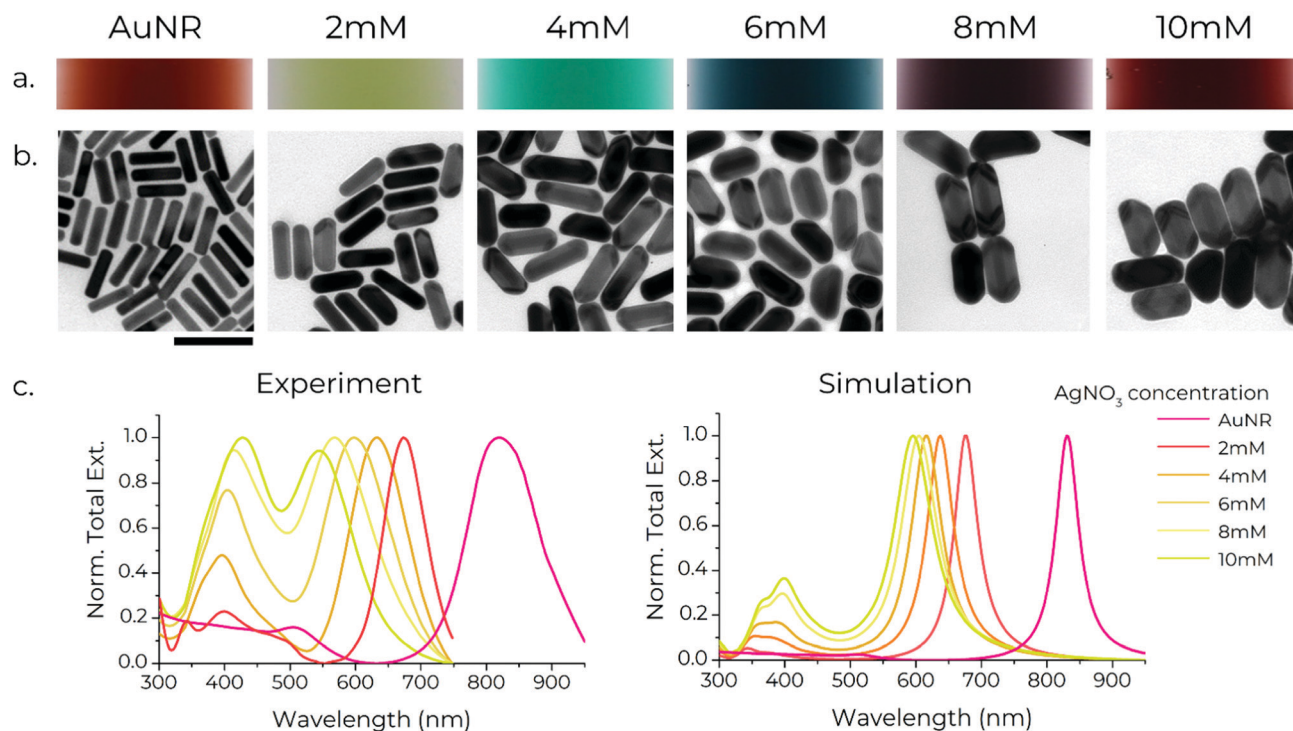 AuNR 2mM 4mM 6mM 8mM 10mM
a.
b.
c. Experiment Simulation
AgNO₃ concentration
AuNR
2mM
4mM
6mM
8mM
10mM
Norm. Total Ext.
1.0
0.8
0.6
0.4
0.2
0.0
300 400 500 600 700 800 900
Wavelength (nm)
Norm. Total Ext.
1.0
0.8
0.6
0.4
0.2
0.0
300 400 500 600 700 800 900
Wavelength (nm)